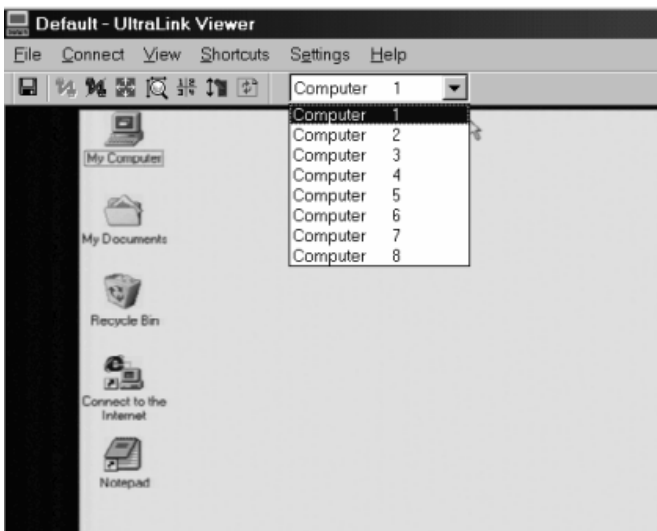 Default - UltraLink Viewer
File Connect View Shortcuts Settings Help
Computer 1
Computer 1
Computer 2
Computer 3
Computer 4
Computer 5
Computer 6
Computer 7
Computer 8
My Computer
My Documents
Recycle Bin
Connect to the
Internet
Notepad